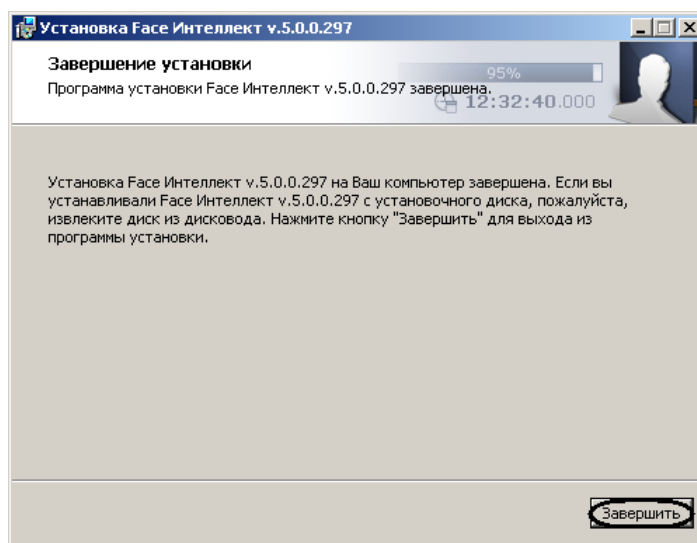 Установка Face Интеллект v.5.0.0.297
Завершение установки
95%
Программа установки Face Интеллект v.5.0.0.297 завершена.
12:32:40.000
Установка Face Интеллект v.5.0.0.297 на Ваш компьютер завершена. Если вы
устанавливали Face Интеллект v.5.0.0.297 с установочного диска, пожалуйста,
извлеките диск из дисковода. Нажмите кнопку "Завершить" для выхода из
программы установки.
Завершить